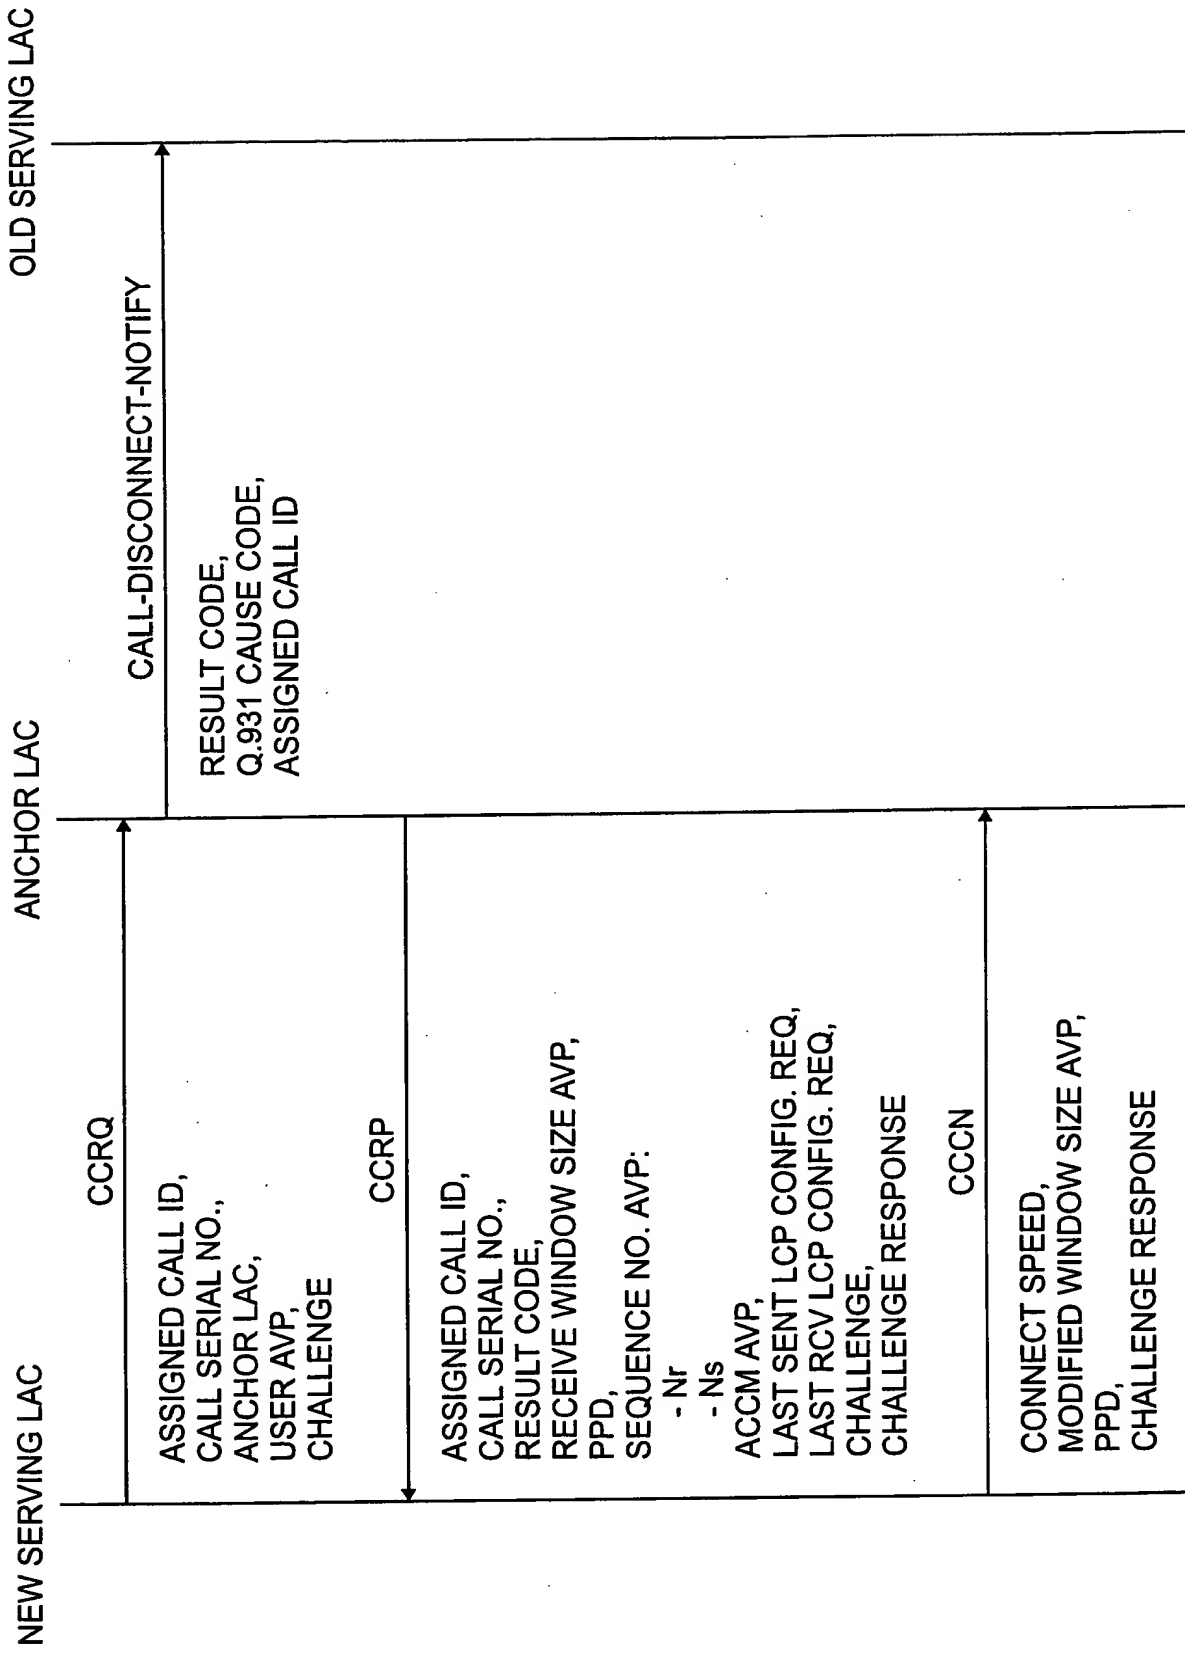 NEW SERVING LAC
ANCHOR LAC
OLD SERVING LAC
CCRQ
ASSIGNED CALL ID,
CALL SERIAL NO.,
ANCHOR LAC,
USER AVP,
CHALLENGE
CALL-DISCONNECT-NOTIFY
RESULT CODE,
Q.931 CAUSE CODE,
ASSIGNED CALL ID
CCRP
ASSIGNED CALL ID,
CALL SERIAL NO.,
RESULT CODE,
RECEIVE WINDOW SIZE AVP,
PPD,
SEQUENCE NO. AVP:
- Nr
- Ns
ACCM AVP,
LAST SENT LCP CONFIG. REQ,
LAST RCV LCP CONFIG. REQ,
CHALLENGE,
CHALLENGE RESPONSE
CCCN
CONNECT SPEED,
MODIFIED WINDOW SIZE AVP,
PPD,
CHALLENGE RESPONSE